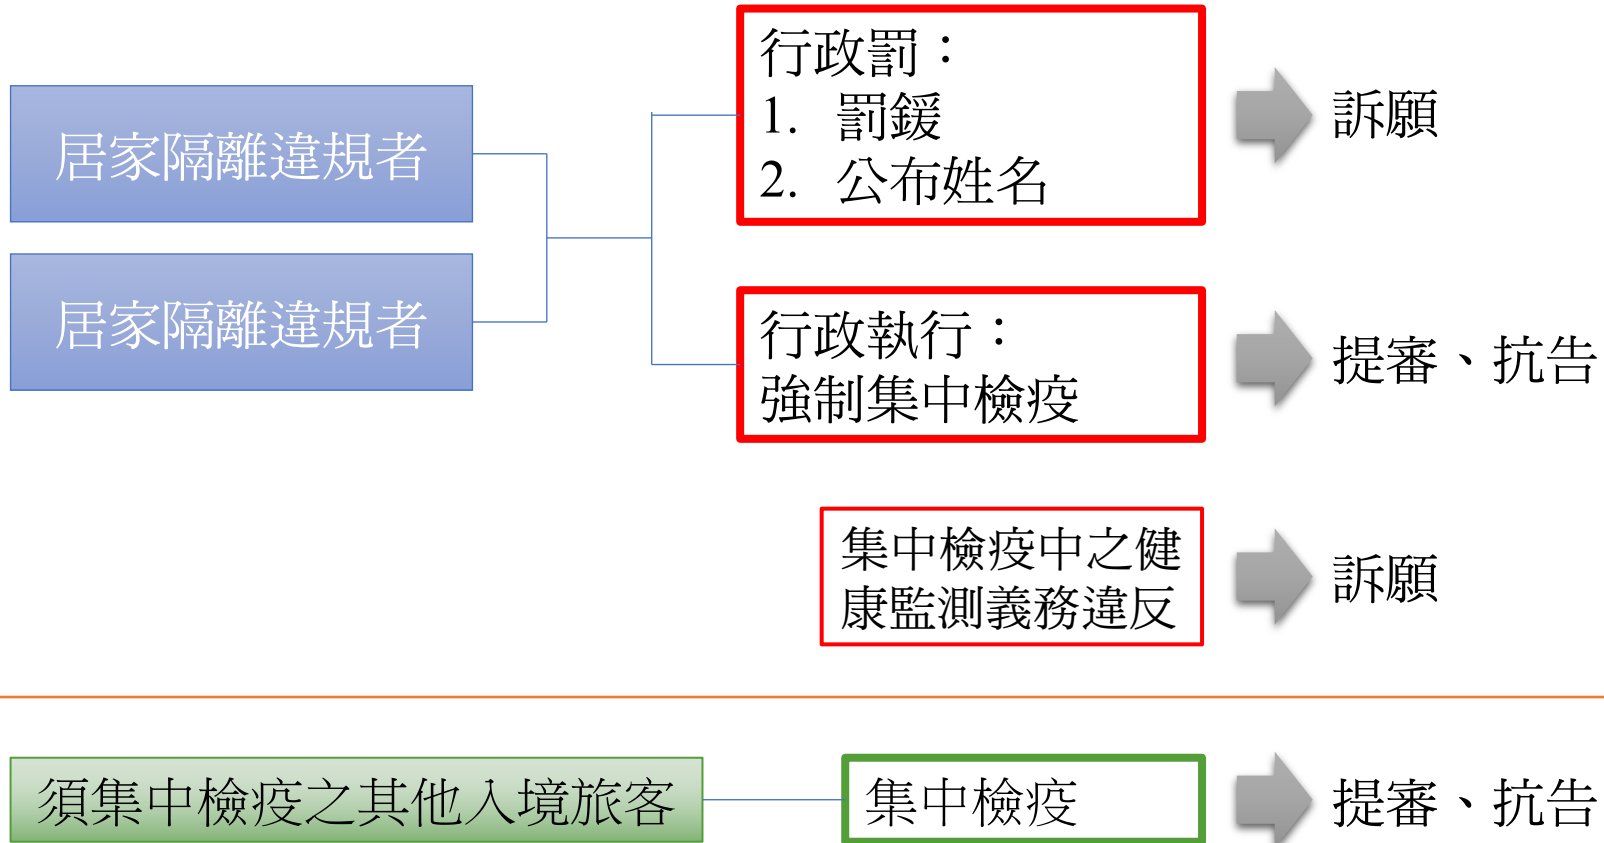 居家隔離違規者
居家隔離違規者
行政罰：
1. 罰鍰
2. 公布姓名
訴願
行政執行：
強制集中檢疫
提審、抗告
集中檢疫中之健
康監測義務違反
訴願
須集中檢疫之其他入境旅客
集中檢疫
提審、抗告